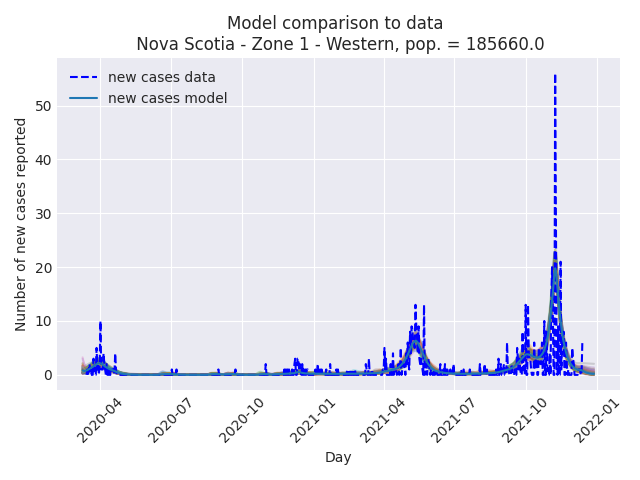 Model comparison to data
Nova Scotia - Zone 1 - Western, pop. = 185660.0
new cases data
new cases model
Number of new cases reported
50
40
30
20
10
0
2020-04
2020-07
2020-10
2021-01
2021-04
2021-07
2021-10
2022-01
Day